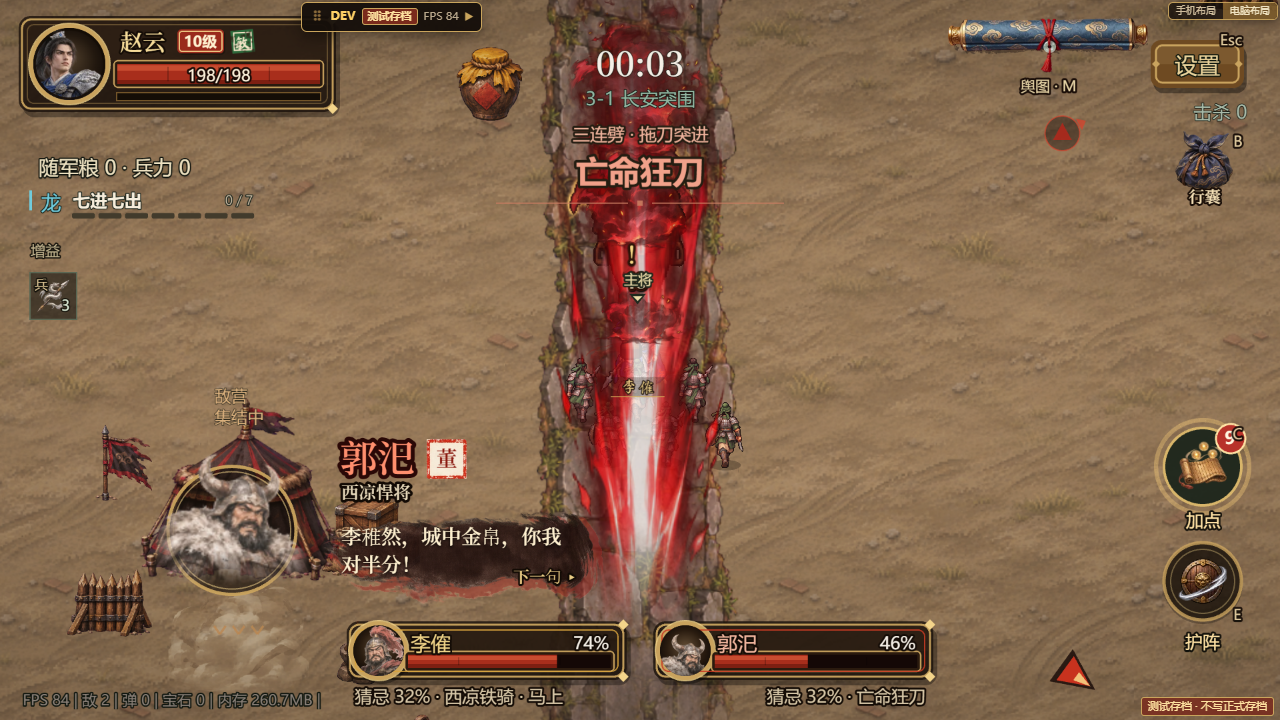 DEV 测试存档 FPS 84 ▶
手机布局 电脑布局
赵云 10级
198/198
00:03
3-1 长安突围
三连劈 · 拖刀突进
亡命狂刀
舆图 · M
Esc
设置
击杀 0
B
行囊
随军粮 0 · 兵力 0
龙 七进七出 0/7
增益
兵
3
!
主将
李傕
敌营
集结中
郭汜 董
西凉悍将
李稚然，城中金帛，你我
对半分！
下一句 ▸
C
加点
E
护阵
李傕 74%
猜忌 32% · 西凉铁骑 · 马上
郭汜 46%
猜忌 32% · 亡命狂刀
FPS 84 | 敌 2 | 弹 0 | 宝石 0 | 内存 260.7MB |
测试存档 · 不写正式存档